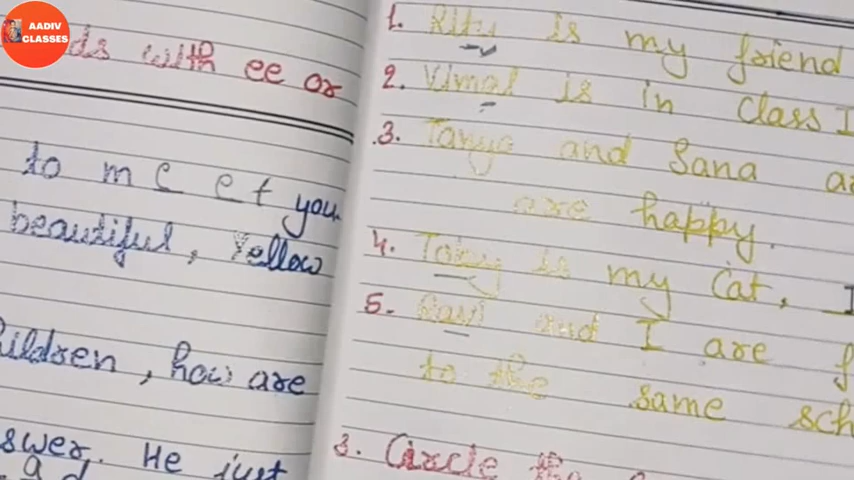 AADIV
CLASSES
ds with ee or
to m e e t you.
beautiful, Yellow
children, how are
swer. He just
1. Ritu is my friend
2. Vimal is in class I
3. Tanya and Sana a
are happy.
4. is my Cat, I
5. Ravi and I are f
to the same sch
3. Circle the